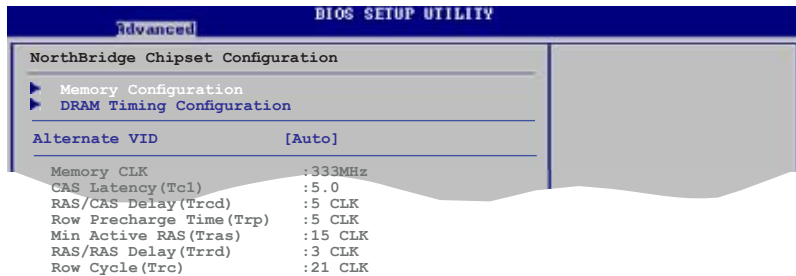 BIOS SETUP UTILITY
Advanced
NorthBridge Chipset Configuration
Memory Configuration
DRAM Timing Configuration
Alternate VID [Auto]
Memory CLK :333MHz
CAS Latency(Tcl) :5.0
RAS/CAS Delay(Trcd) :5 CLK
Row Precharge Time(Trp) :5 CLK
Min Active RAS(Tras) :15 CLK
RAS/RAS Delay(Trrd) :3 CLK
Row Cycle(Trc) :21 CLK